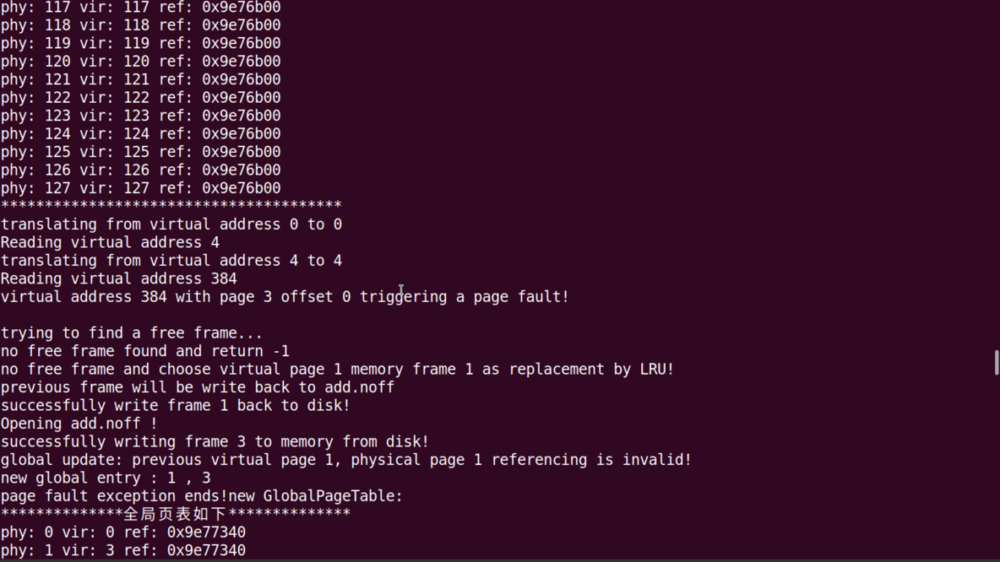 phy: 117 vir: 117 ref: 0x9e76b00
phy: 118 vir: 118 ref: 0x9e76b00
phy: 119 vir: 119 ref: 0x9e76b00
phy: 120 vir: 120 ref: 0x9e76b00
phy: 121 vir: 121 ref: 0x9e76b00
phy: 122 vir: 122 ref: 0x9e76b00
phy: 123 vir: 123 ref: 0x9e76b00
phy: 124 vir: 124 ref: 0x9e76b00
phy: 125 vir: 125 ref: 0x9e76b00
phy: 126 vir: 126 ref: 0x9e76b00
phy: 127 vir: 127 ref: 0x9e76b00
***************************************
translating from virtual address 0 to 0
Reading virtual address 4
translating from virtual address 4 to 4
Reading virtual address 384
virtual address 384 with page 3 offset 0 triggering a page fault!
trying to find a free frame...
no free frame found and return -1
no free frame and choose virtual page 1 memory frame 1 as replacement by LRU!
previous frame will be write back to add.noff
successfully write frame 1 back to disk!
Opening add.noff !
successfully writing frame 3 to memory from disk!
global update: previous virtual page 1, physical page 1 referencing is invalid!
new global entry : 1 , 3
page fault exception ends!new GlobalPageTable:
**************全局页表如下**************
phy: 0 vir: 0 ref: 0x9e77340
phy: 1 vir: 3 ref: 0x9e77340